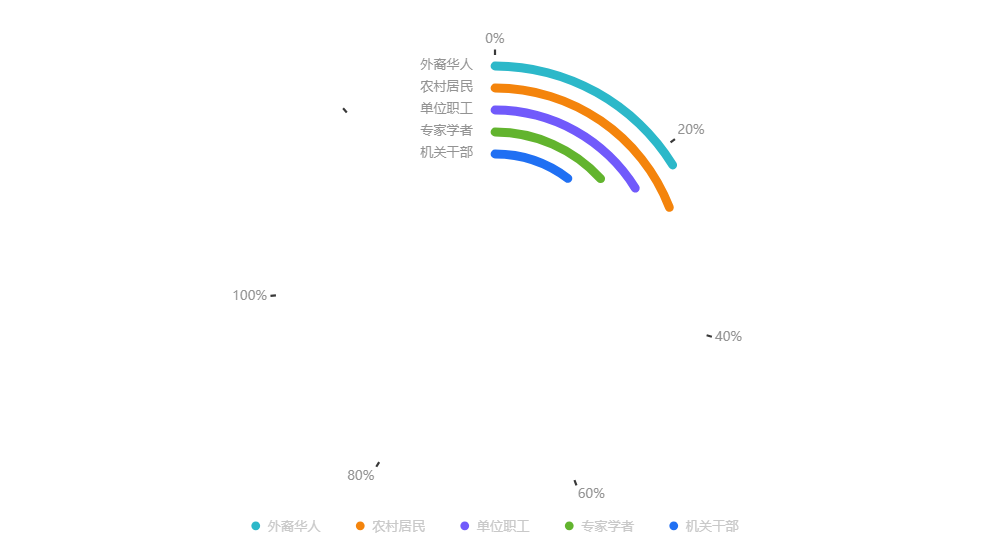 0%
外裔华人
农村居民
单位职工
专家学者
机关干部
20%
100%
40%
80%
60%
外裔华人 农村居民 单位职工 专家学者 机关干部